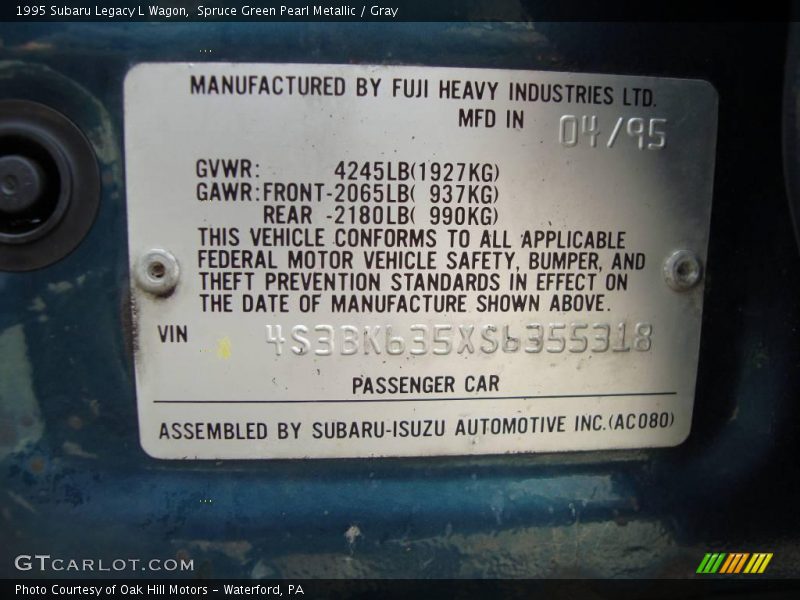 1995 Subaru Legacy L Wagon, Spruce Green Pearl Metallic / Gray
MANUFACTURED BY FUJI HEAVY INDUSTRIES LTD.
MFD IN 04/95
GVWR: 4245LB(1927KG)
GAWR:FRONT-2065LB( 937KG)
REAR -2180LB( 990KG)
THIS VEHICLE CONFORMS TO ALL APPLICABLE
FEDERAL MOTOR VEHICLE SAFETY, BUMPER, AND
THEFT PREVENTION STANDARDS IN EFFECT ON
THE DATE OF MANUFACTURE SHOWN ABOVE.
VIN 4S3BK635XS6355318
PASSENGER CAR
ASSEMBLED BY SUBARU-ISUZU AUTOMOTIVE INC.(AC080)
GTCARLOT.COM
Photo Courtesy of Oak Hill Motors - Waterford, PA